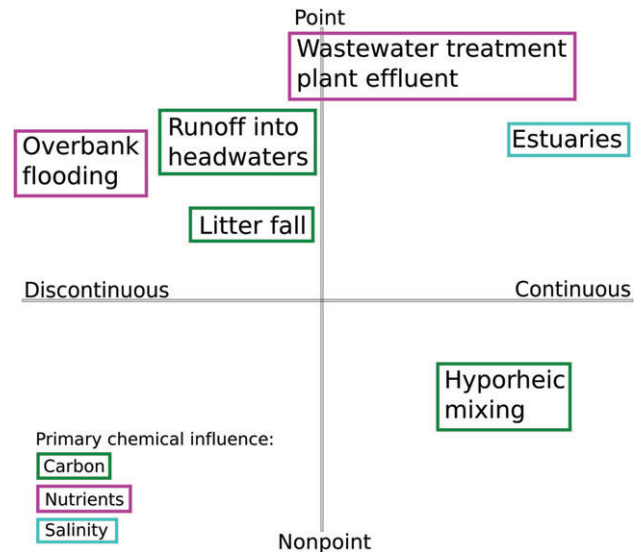 Point
Wastewater treatment
plant effluent
Runoff into
headwaters
Estuaries
Overbank
flooding
Litter fall
Discontinuous
Continuous
Hyporheic
mixing
Primary chemical influence:
Carbon
Nutrients
Salinity
Nonpoint